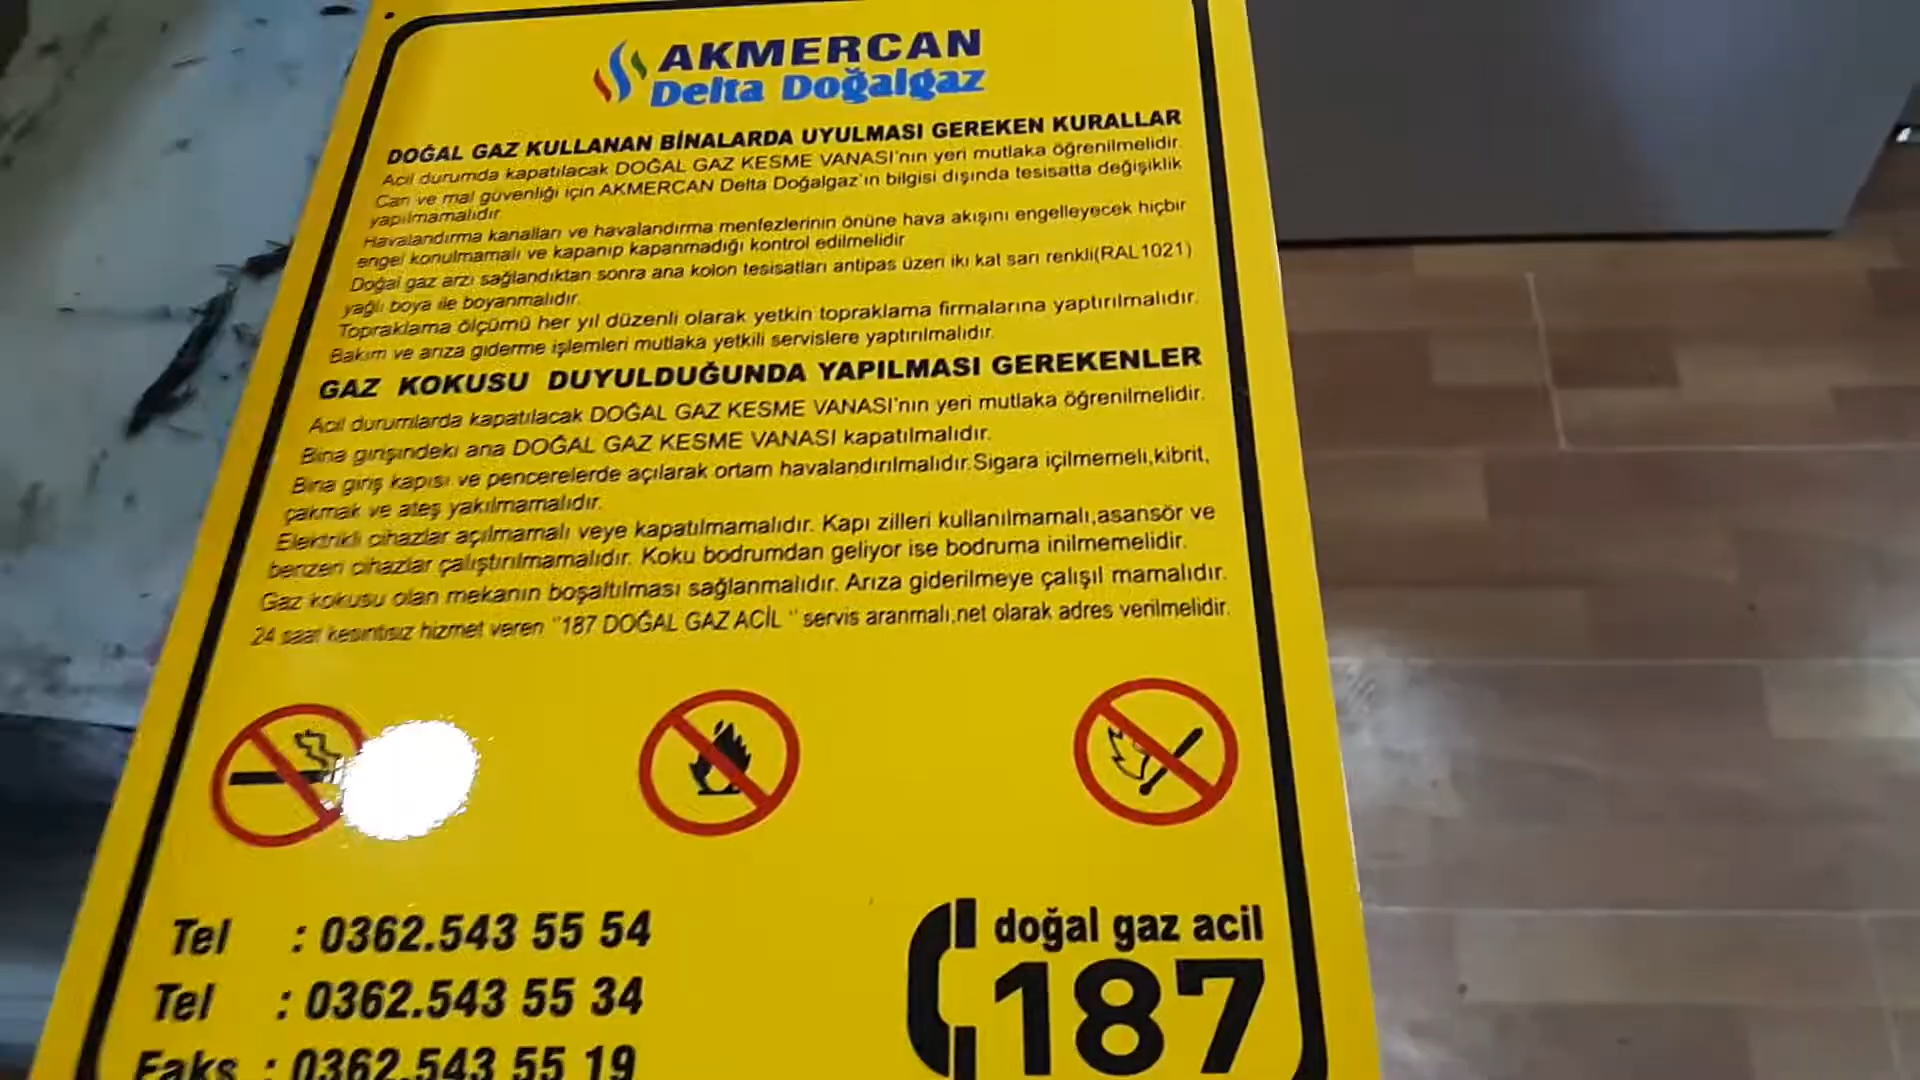 AKMERCAN
Delta Doğalgaz
DOĞAL GAZ KULLANAN BİNALARDA UYULMASI GEREKEN KURALLAR
Acil durumda kapatılacak DOĞAL GAZ KESME VANASI'nın yeri mutlaka öğrenilmelidir.
Can ve mal güvenliği için AKMERCAN Delta Doğalgaz'ın bilgisi dışında tesisatta değişiklik
yapılmamalıdır.
Havalandırma kanalları ve havalandırma menfezlerinin önüne hava akışını engelleyecek hiçbir
engel konulmamalı ve kapanıp kapanmadığı kontrol edilmelidir
Doğal gaz arzı sağlandıktan sonra ana kolon tesisatları antipas üzeri iki kat sarı renkli(RAL1021)
yağlı boya ile boyanmalıdır.
Topraklama ölçümü her yıl düzenli olarak yetkin topraklama firmalarına yaptırılmalıdır.
Bakım ve arıza giderme işlemleri mutlaka yetkili servislere yaptırılmalıdır.
GAZ KOKUSU DUYULDUĞUNDA YAPILMASI GEREKENLER
Acil durumlarda kapatılacak DOĞAL GAZ KESME VANASI'nın yeri mutlaka öğrenilmelidir.
Bina girişindeki ana DOĞAL GAZ KESME VANASI kapatılmalıdır.
Bina giriş kapısı ve pencerelerde açılarak ortam havalandırılmalıdır.Sigara içilmemeli,kibrit,
çakmak ve ateş yakılmamalıdır.
Elektrikli cihazlar açılmamalı veye kapatılmamalıdır. Kapı zilleri kullanılmamalı,asansör ve
benzeri cihazlar çalıştırılmamalıdır. Koku bodrumdan geliyor ise bodruma inilmemelidir.
Gaz kokusu olan mekanın boşaltılması sağlanmalıdır. Arıza giderilmeye çalışıl mamalıdır.
24 saat kesintisiz hizmet veren "187 DOĞAL GAZ ACİL " servis aranmalı,net olarak adres verilmelidir.
Tel : 0362.543 55 54
Tel : 0362.543 55 34
Faks : 0362.543 55 19
doğal gaz acil
187